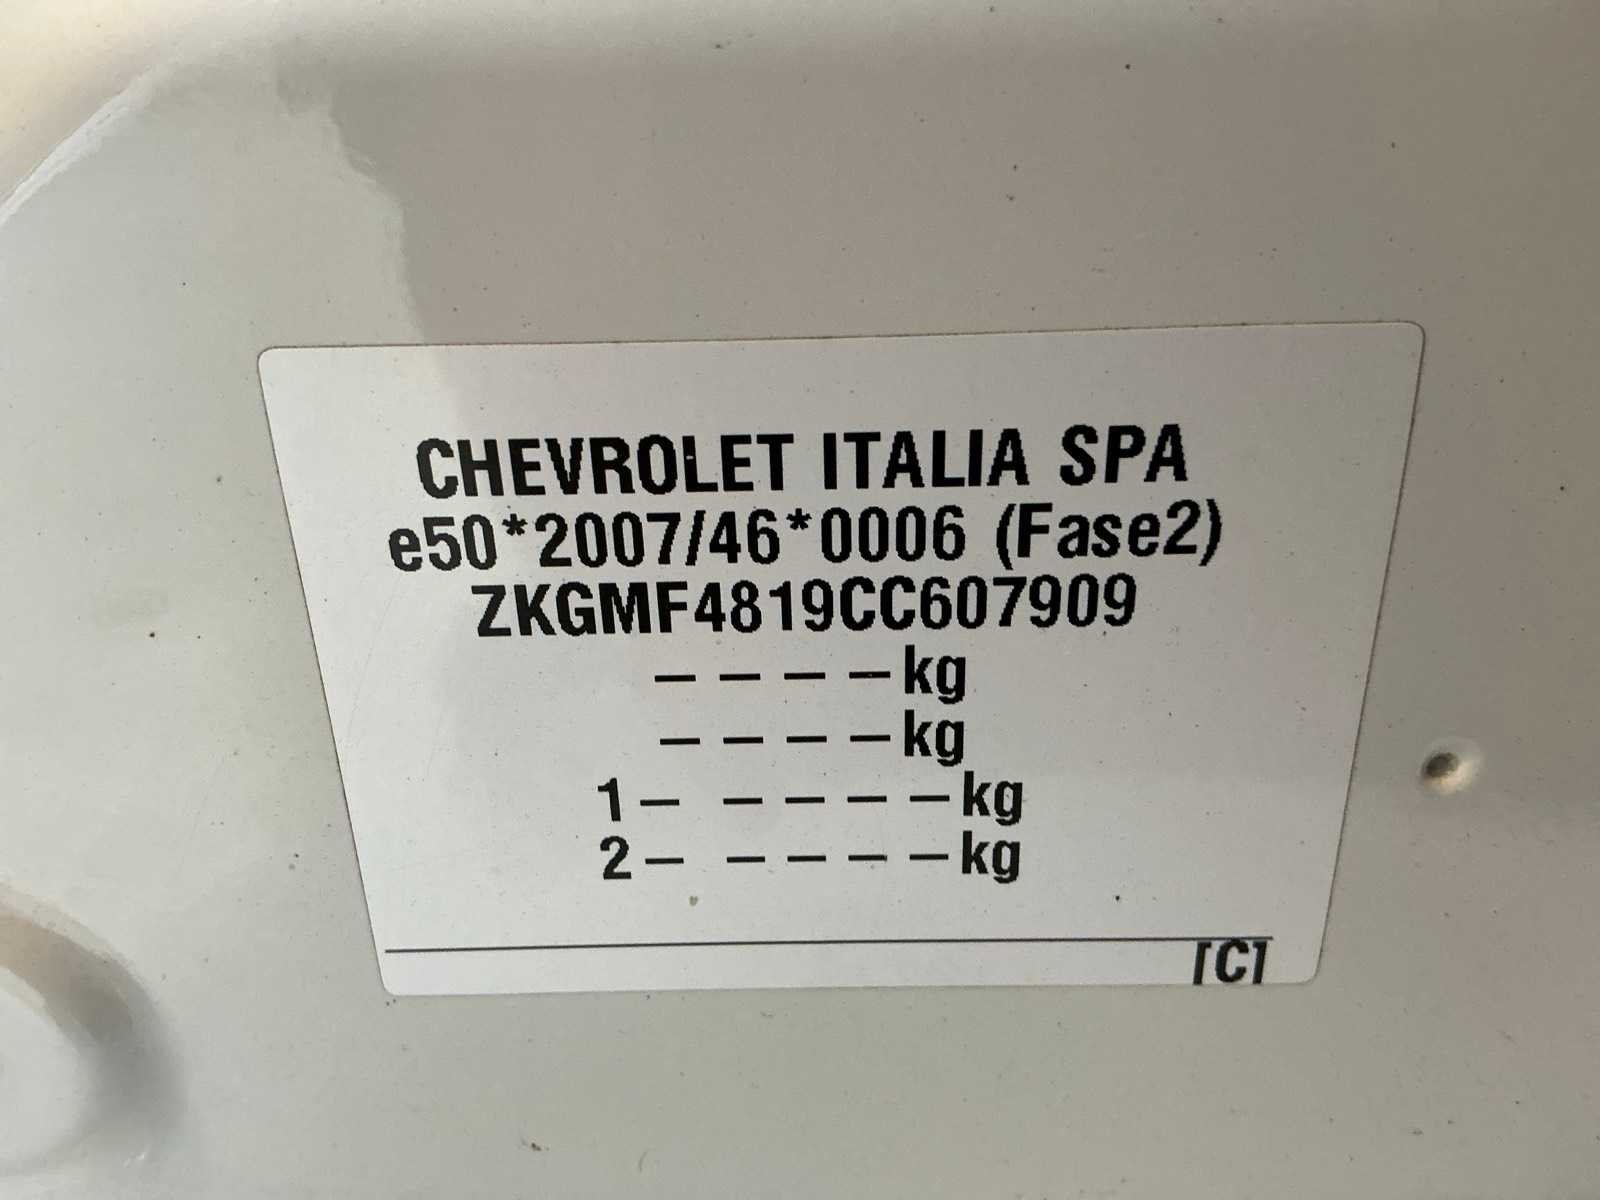 CHEVROLET ITALIA SPA
e50*2007/46*0006 (Fase2)
ZKGMF4819CC607909
– – – –kg
– – – –kg
1– – – – –kg
2– – – – –kg
[C]